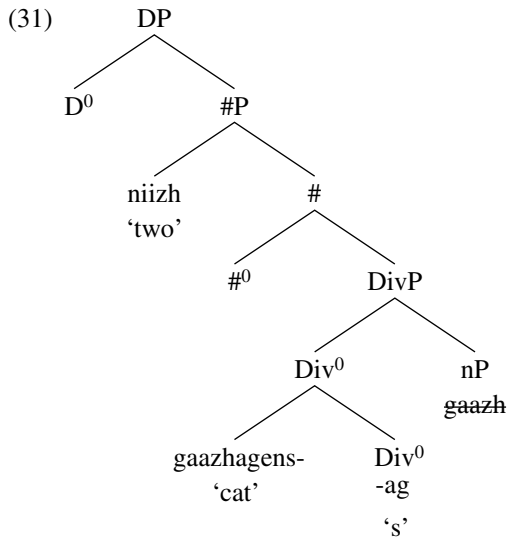 (31) DP
D⁰ #P
niizh #
‘two’
#⁰ DivP
Div⁰ nP
gaazh
gaazhagens- Div⁰
‘cat’ -ag
‘s’